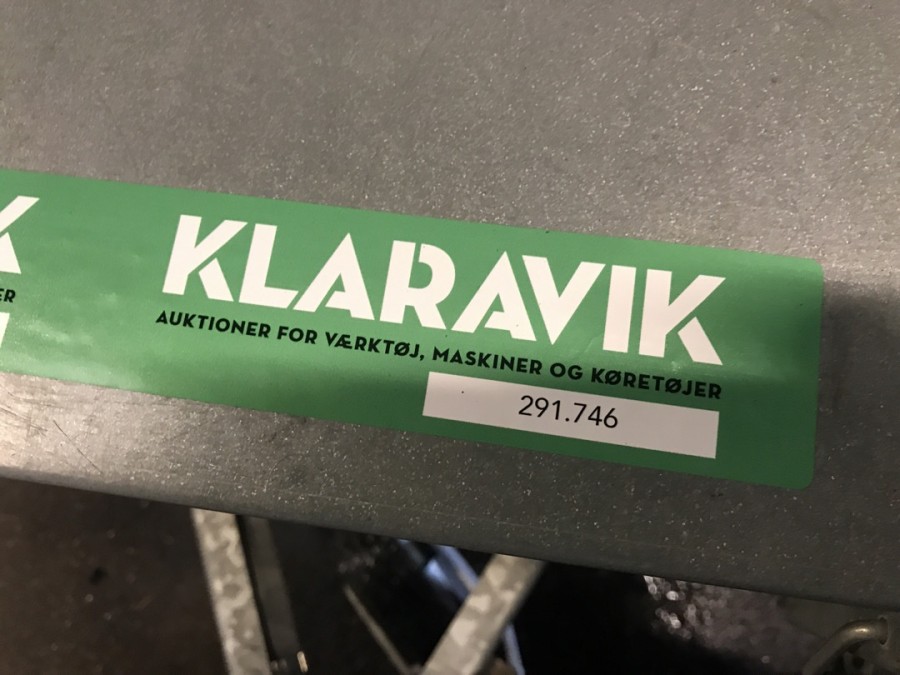 KLARAVIK
AUKTIONER FOR VÆRKTØJ, MASKINER OG KØRETØJER
291.746